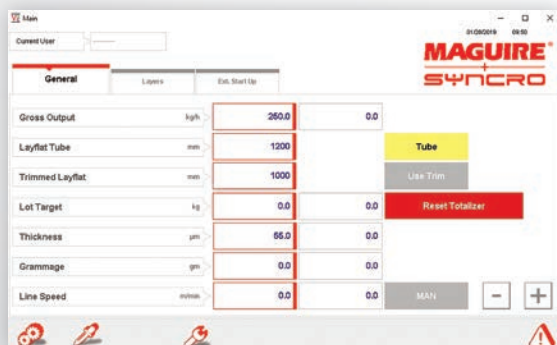 Main
01/28/2019 09:50
Current User --------
MAGUIRE
+
SYNCRO
General Layers Ext. Start Up
Gross Output kg/h 250.0 0.0
Layflat Tube mm 1200 Tube
Trimmed Layflat mm 1000 Use Trim
Lot Target kg 0.0 0.0 Reset Totalizer
Thickness µm 55.0 0.0
Grammage gm 0.0 0.0
Line Speed m/min 0.0 0.0 MAN - +